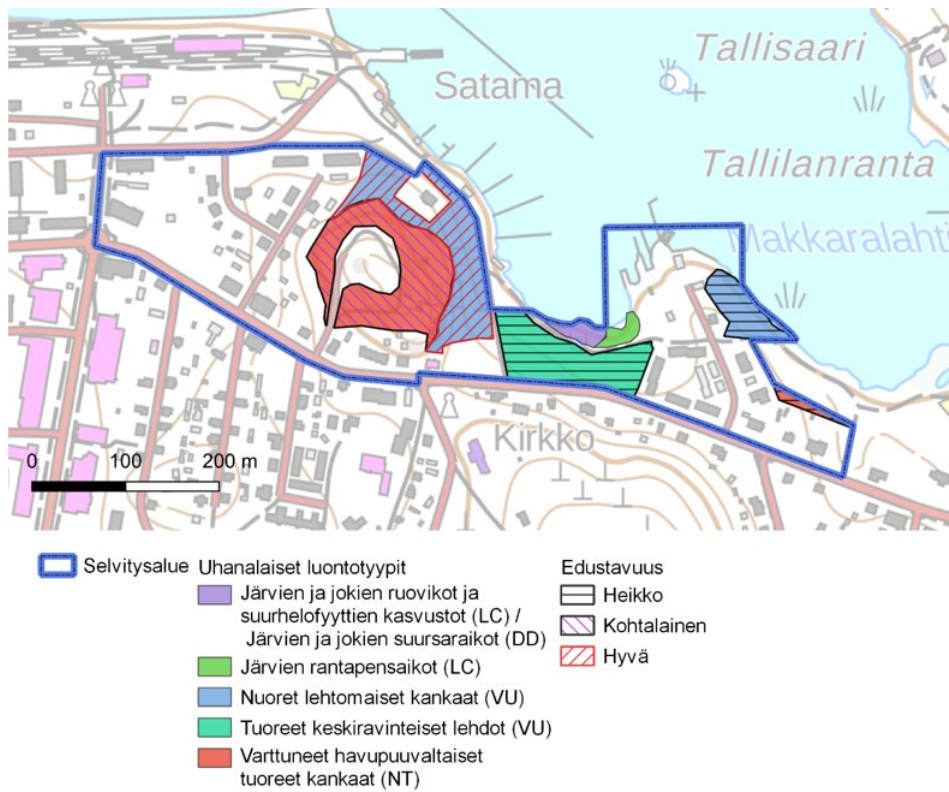 Tallisaari
Satama
Tallilanranta
Makkaralahti
Kirkko
0 100 200 m
Selvitysalue
Uhanalaiset luontotyypit
Järvien ja jokien ruovikot ja
suurhelofyyttien kasvustot (LC) /
Järvien ja jokien suursaraikot (DD)
Järvien rantapensaikot (LC)
Nuoret lehtomaiset kankaat (VU)
Tuoreet keskiravinteiset lehdot (VU)
Varttuneet havupuuvaltaiset
tuoreet kankaat (NT)
Edustavuus
Heikko
Kohtalainen
Hyvä